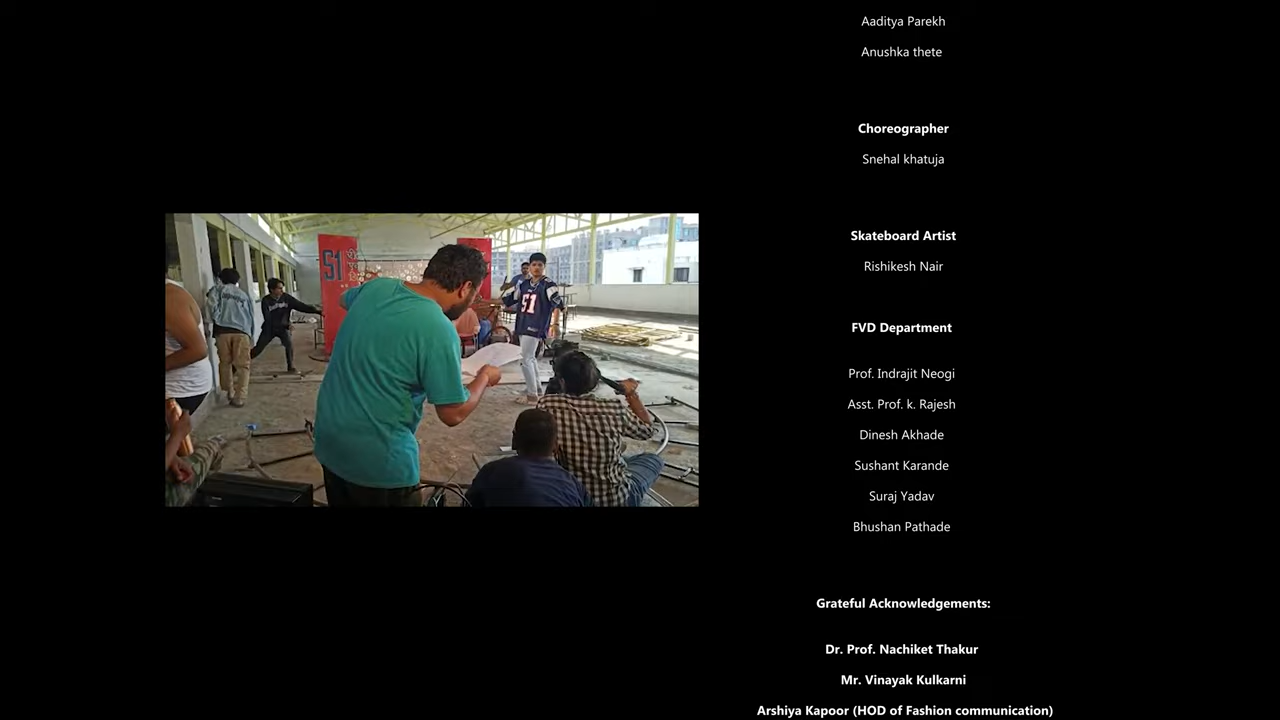 Aaditya Parekh
Anushka thete
Choreographer
Snehal khatuja
Skateboard Artist
Rishikesh Nair
FVD Department
Prof. Indrajit Neogi
Asst. Prof. k. Rajesh
Dinesh Akhade
Sushant Karande
Suraj Yadav
Bhushan Pathade
Grateful Acknowledgements:
Dr. Prof. Nachiket Thakur
Mr. Vinayak Kulkarni
Arshiya Kapoor (HOD of Fashion communication)
51
51